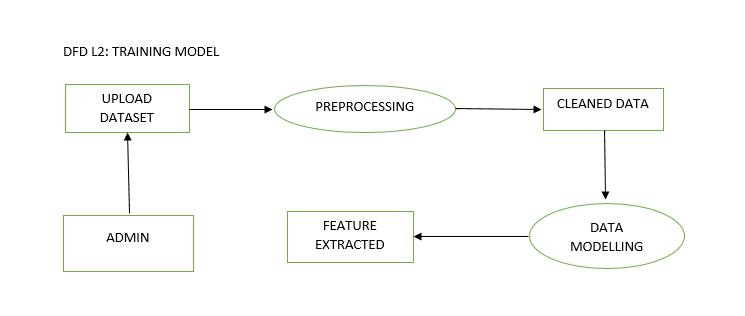 DFD L2: TRAINING MODEL
UPLOAD
DATASET
PREPROCESSING
CLEANED DATA
ADMIN
FEATURE
EXTRACTED
DATA
MODELLING